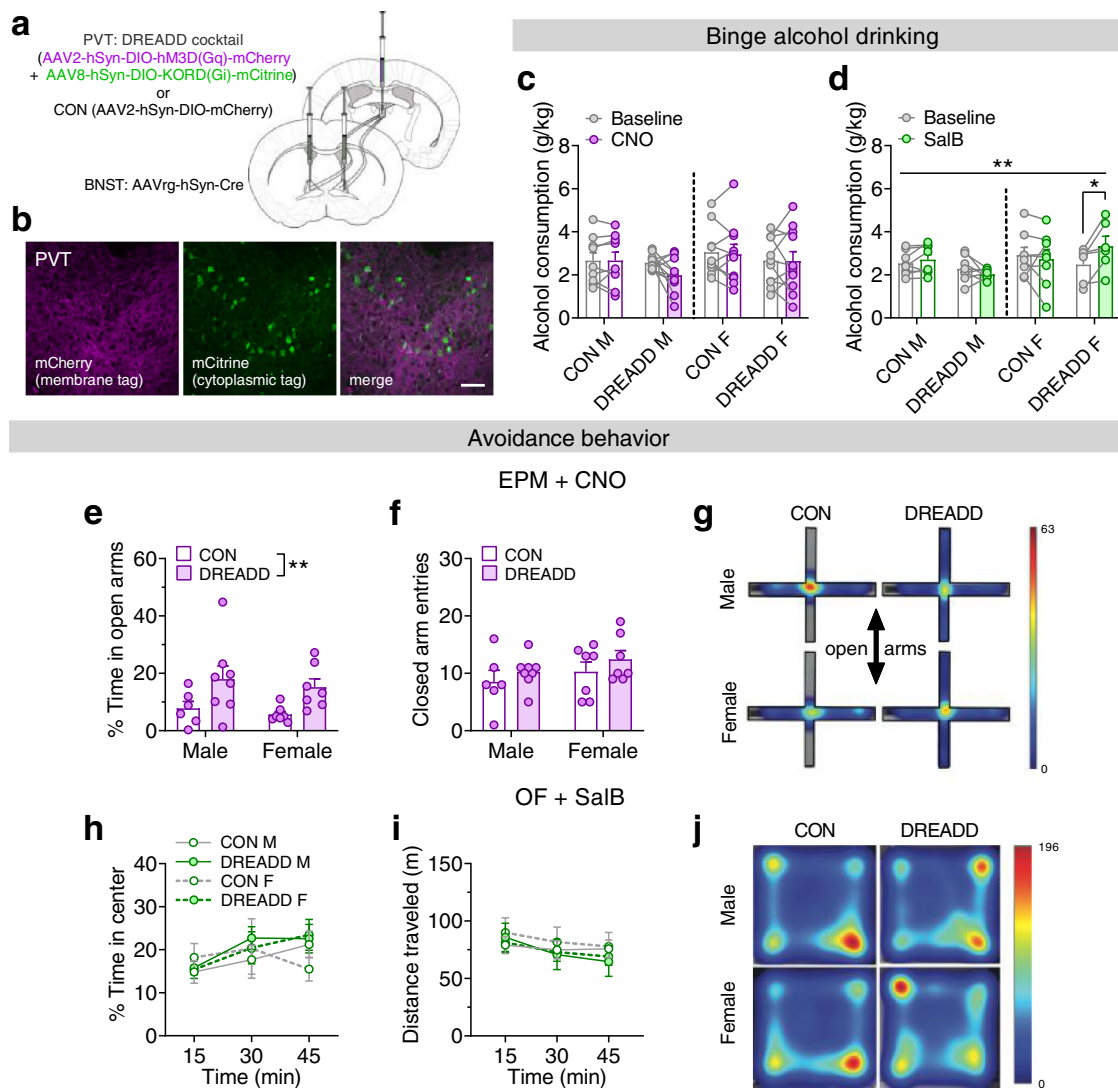 a
PVT: DREADD cocktail
(AAV2-hSyn-DIO-hM3D(Gq)-mCherry
+ AAV8-hSyn-DIO-KORD(Gi)-mCitrine)
or
CON (AAV2-hSyn-DIO-mCherry)
BNST: AAVrg-hSyn-Cre
b
PVT
mCherry
(membrane tag)
mCitrine
(cytoplasmic tag)
merge
Binge alcohol drinking
c
Baseline
CNO
Alcohol consumption (g/kg)
8
6
4
2
0
CON M
DREADD M
CON F
DREADD F
d
Baseline
SalB
**
*
Alcohol consumption (g/kg)
8
6
4
2
0
CON M
DREADD M
CON F
DREADD F
Avoidance behavior
EPM + CNO
e
CON
DREADD
**
% Time in open arms
60
40
20
0
Male
Female
f
CON
DREADD
Closed arm entries
30
20
10
0
Male
Female
g
CON
DREADD
Male
Female
open arms
63
0
OF + SalB
h
CON M
DREADD M
CON F
DREADD F
% Time in center
40
30
20
10
0
15 30 45
Time (min)
i
Distance traveled (m)
150
100
75
50
0
15 30 45
Time (min)
j
CON
DREADD
Male
Female
196
0